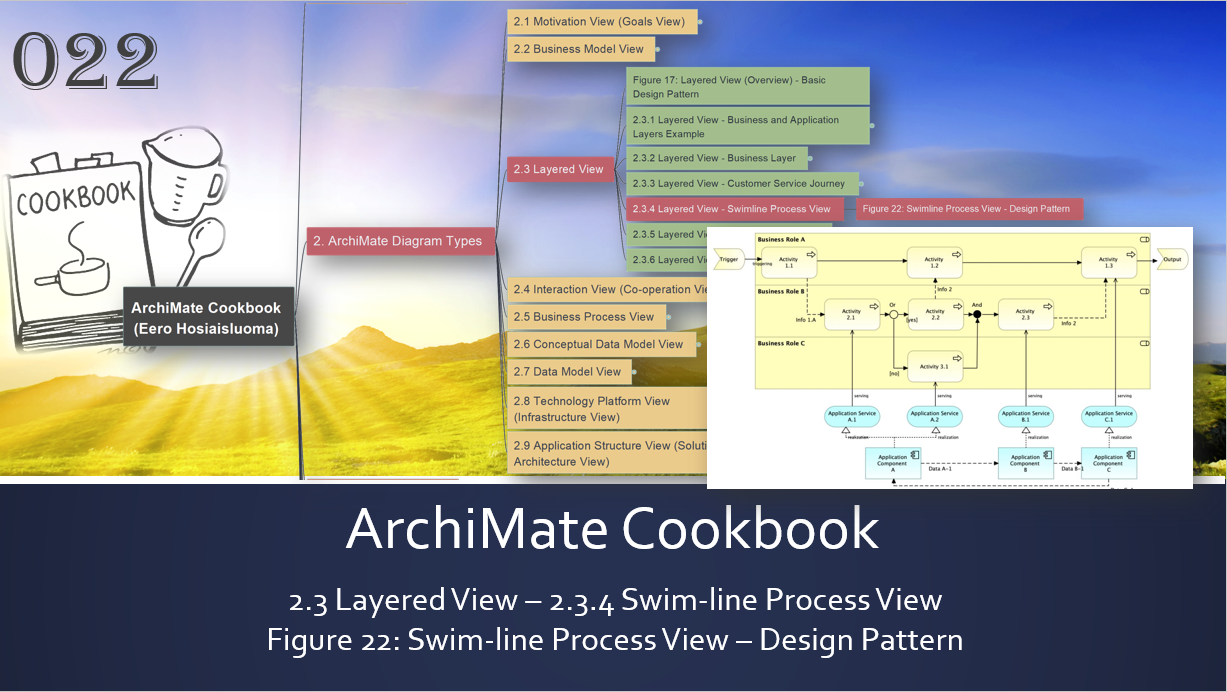 022
COOKBOOK
ArchiMate Cookbook
(Eero Hosiaisluoma)
2. ArchiMate Diagram Types
2.1 Motivation View (Goals View)
2.2 Business Model View
2.3 Layered View
Figure 17: Layered View (Overview) - Basic
Design Pattern
2.3.1 Layered View - Business and Application
Layers Example
2.3.2 Layered View - Business Layer
2.3.3 Layered View - Customer Service Journey
2.3.4 Layered View - Swimline Process View
Figure 22: Swimline Process View - Design Pattern
2.3.5 Layered
2.3.6 Layered
2.4 Interaction View (Co-operation
2.5 Business Process View
2.6 Conceptual Data Model View
2.7 Data Model View
2.8 Technology Platform View
(Infrastructure View)
2.9 Application Structure View
Architecture View)
Business Role A
Trigger
triggering
Activity
1.1
Activity
1.2
Activity
1.3
Output
Business Role B
Info 1.A
Activity
2.1
Or
[yes]
Info 2
Activity
2.2
And
Activity
2.3
Info 2
Business Role C
[no]
Activity 3.1
serving
serving
serving
serving
Application Service
A.1
Application Service
A.2
Application Service
B.1
Application Service
C.1
realization
realization
realization
realization
Application
Component
A
Data A-1
Application
Component
B
Data B-1
Application
Component
C
ArchiMate Cookbook
2.3 Layered View – 2.3.4 Swim-line Process View
Figure 22: Swim-line Process View – Design Pattern